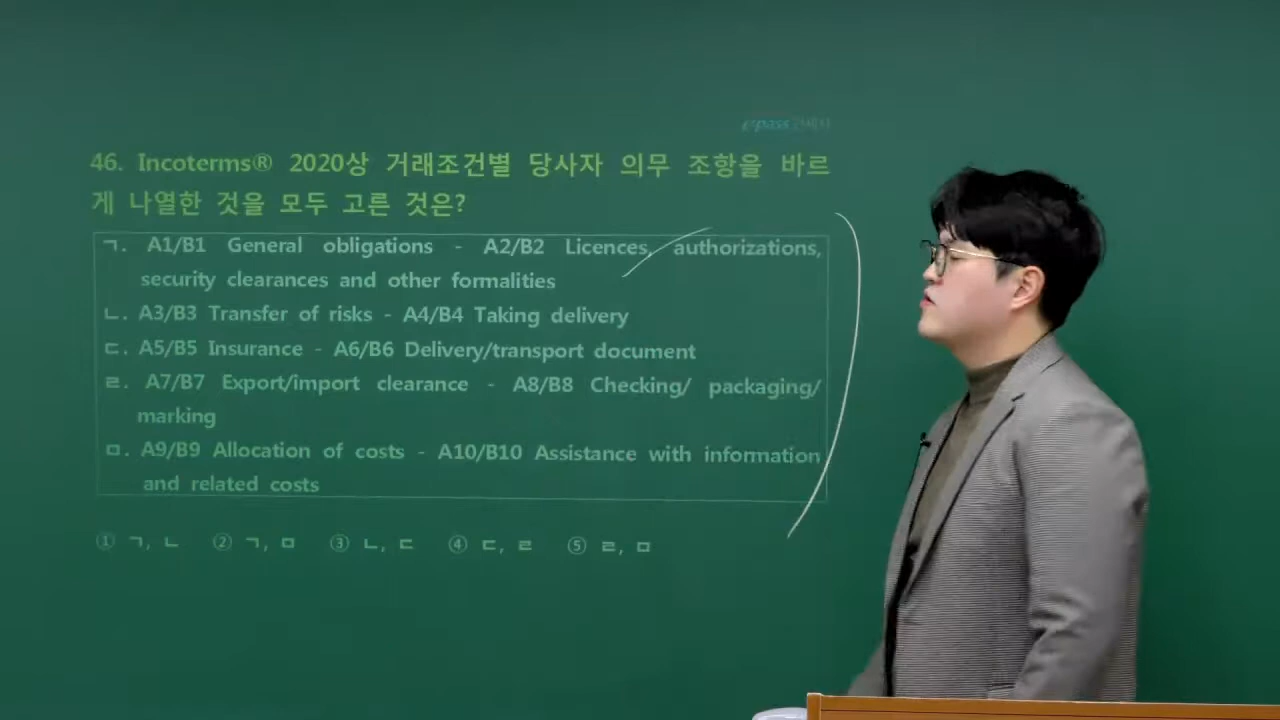 epass
46. Incoterms® 2020상 거래조건별 당사자 의무 조항을 바르
게 나열한 것을 모두 고른 것은?
ㄱ. A1/B1 General obligations - A2/B2 Licences, authorizations,
security clearances and other formalities
ㄴ. A3/B3 Transfer of risks - A4/B4 Taking delivery
ㄷ. A5/B5 Insurance - A6/B6 Delivery/transport document
ㄹ. A7/B7 Export/import clearance - A8/B8 Checking/ packaging/
marking
ㅁ. A9/B9 Allocation of costs - A10/B10 Assistance with information
and related costs
① ㄱ, ㄴ ② ㄱ, ㅁ ③ ㄴ, ㄷ ④ ㄷ, ㄹ ⑤ ㄹ, ㅁ